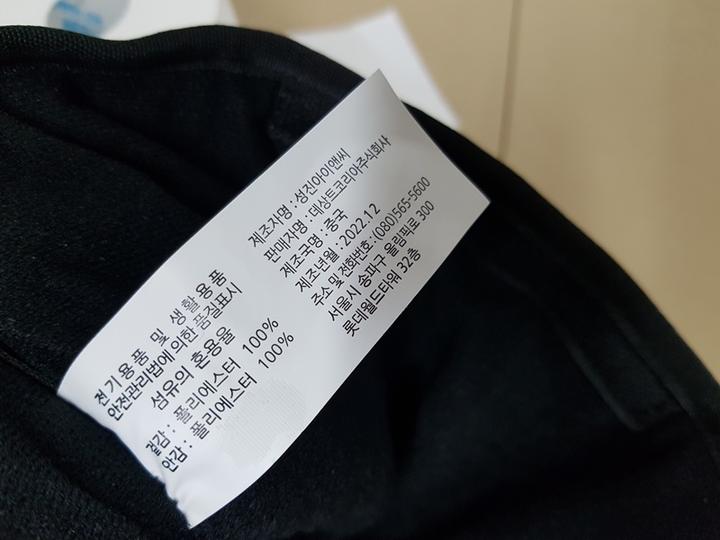 전기용품 및 생활용품
안전관리법에 의한 품질표시
섬유의 혼용율
겉감 : 폴리에스터 100%
안감 : 폴리에스터 100%
제조자명 : 성진아이앤씨
판매자명 : 데상트코리아주식회사
제조국명 : 중국
제조년월 : 2022.12
주소 및 전화번호 : (080)565-5600
서울시 송파구 올림픽로 300
롯데월드타워 32층